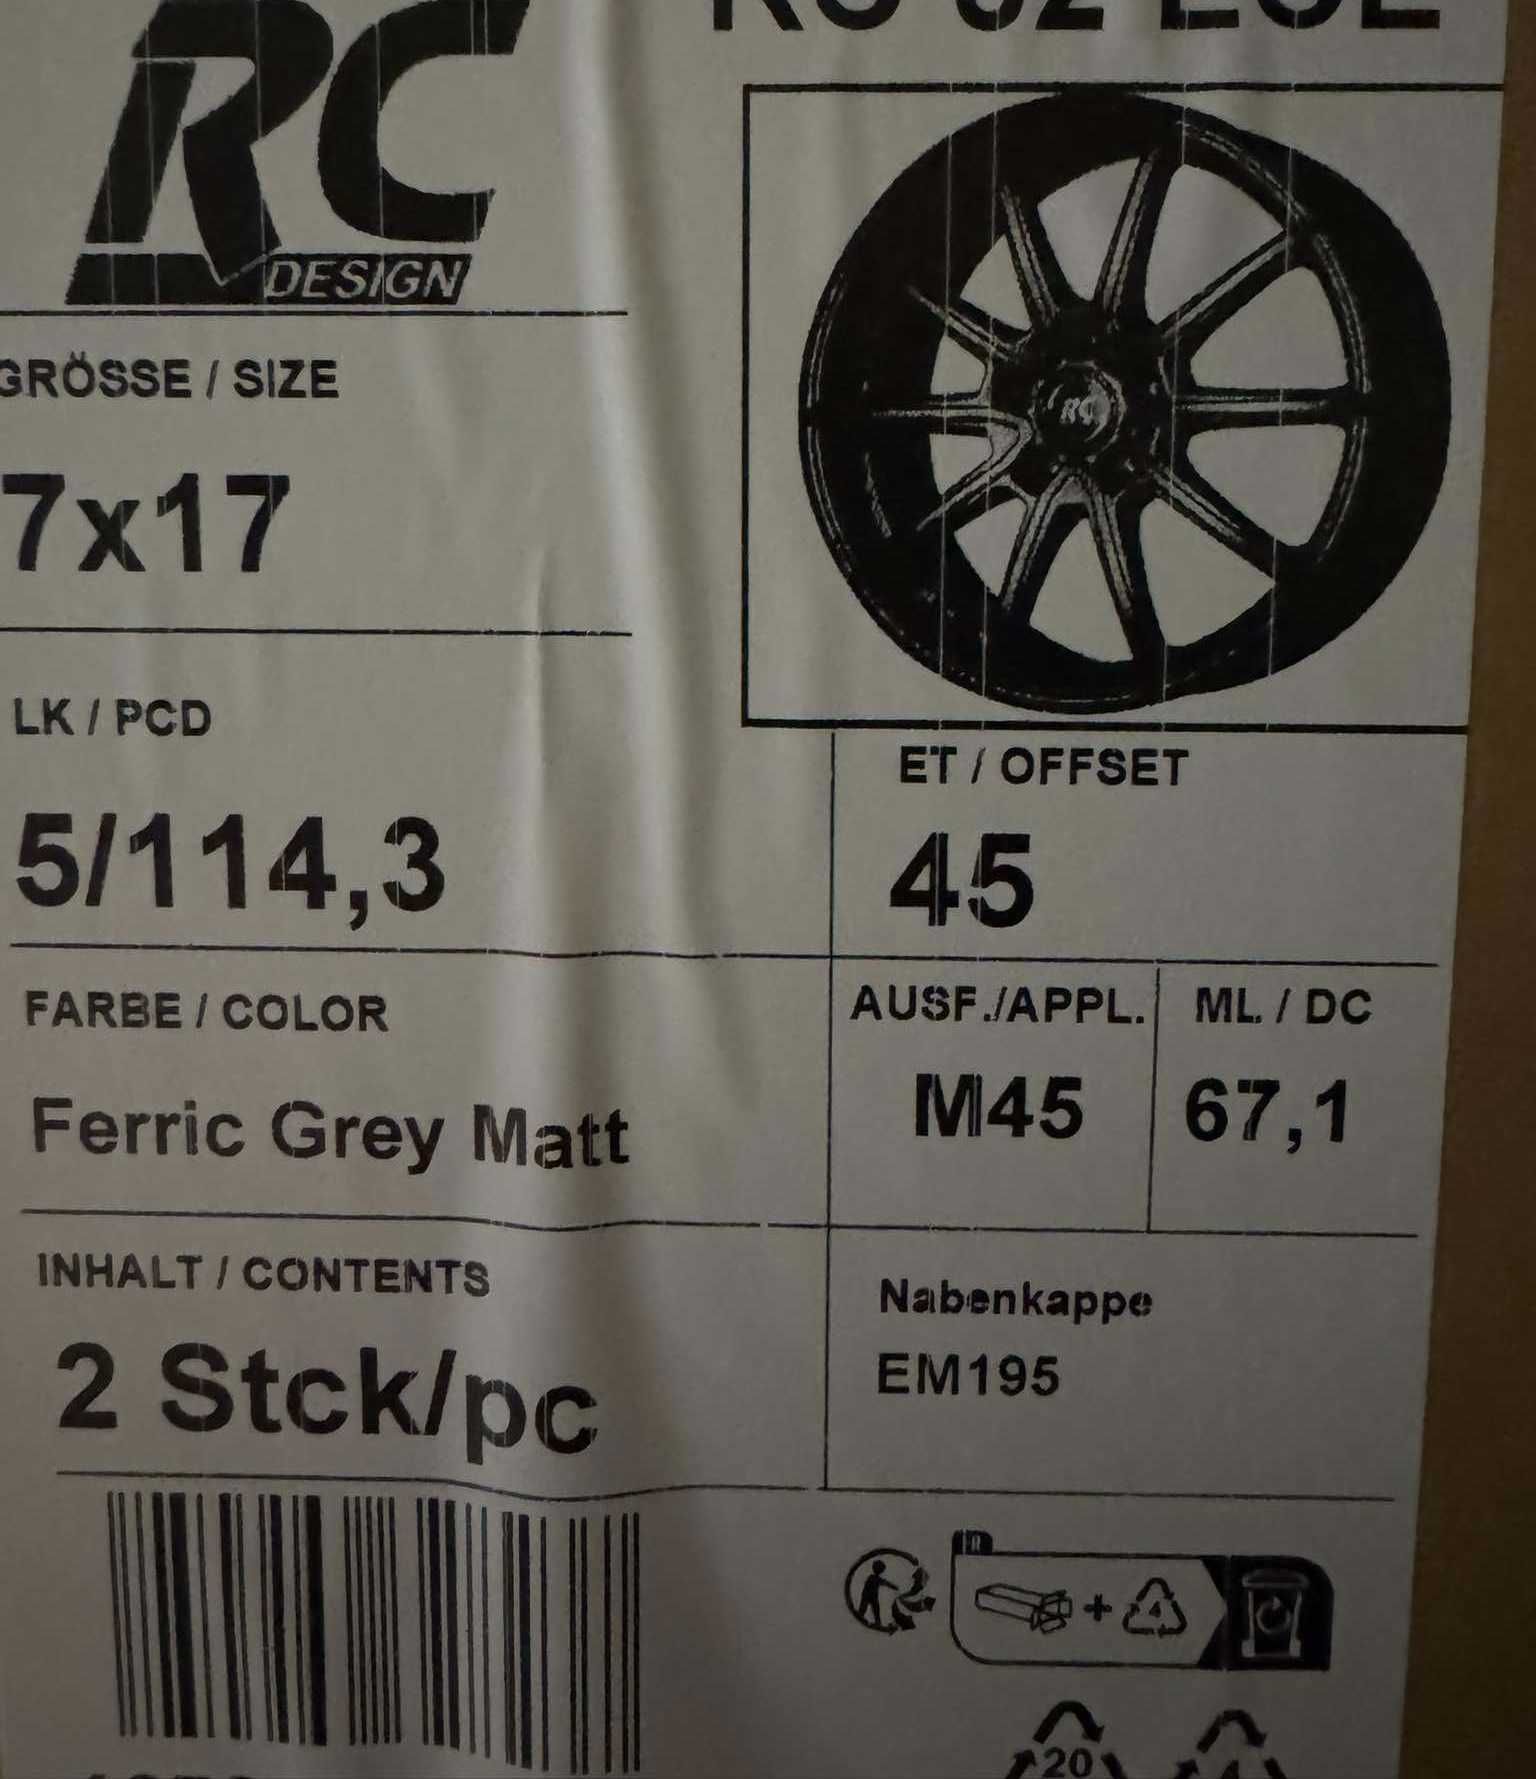 RC
DESIGN
RC
GRÖSSE / SIZE
7x17
LK / PCD
5/114,3
ET / OFFSET
45
FARBE / COLOR
Ferric Grey Matt
AUSF./APPL.
M45
ML / DC
67,1
INHALT / CONTENTS
2 Stck/pc
Nabenkappe
EM195
FR
+
4
20